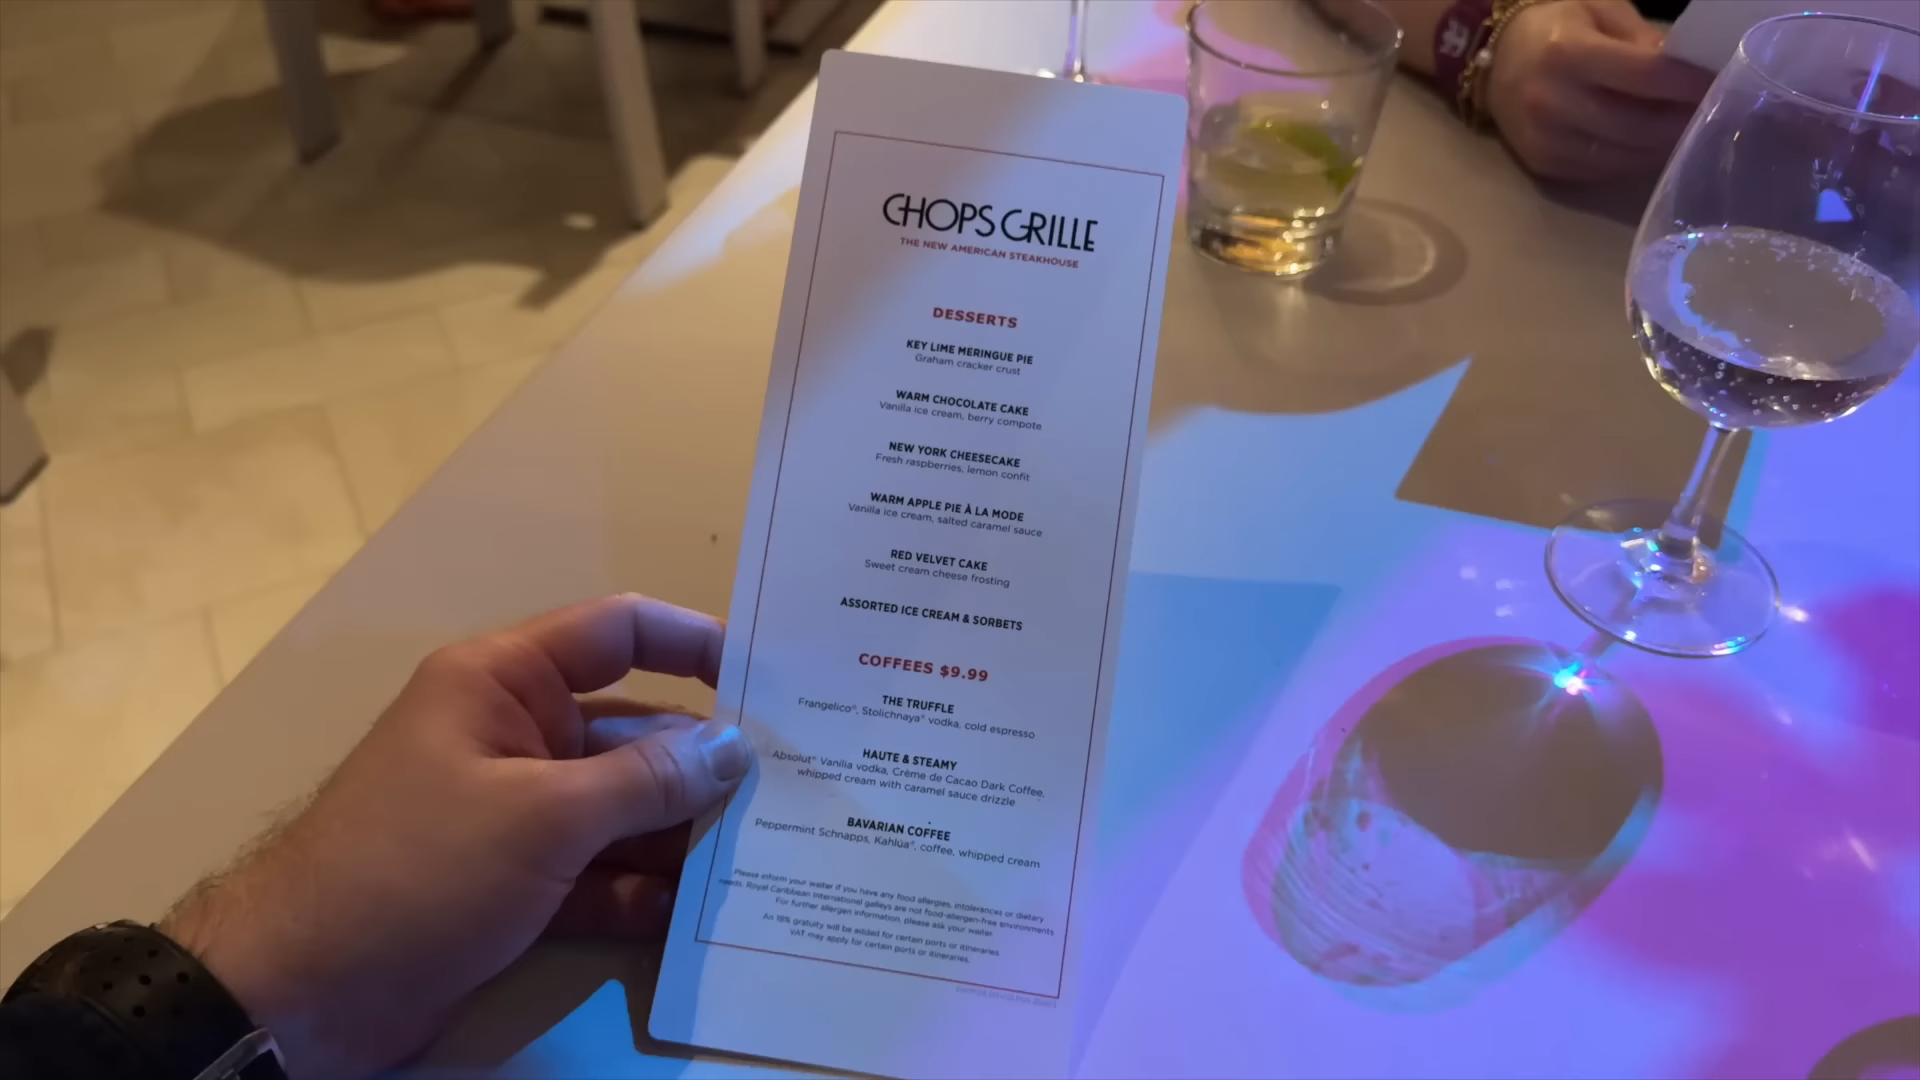 CHOPS GRILLE
THE NEW AMERICAN STEAKHOUSE
DESSERTS
KEY LIME MERINGUE PIE
Graham cracker crust
WARM CHOCOLATE CAKE
Vanilla ice cream, berry compote
NEW YORK CHEESECAKE
Fresh raspberries, lemon confit
WARM APPLE PIE À LA MODE
Vanilla ice cream, salted caramel sauce
RED VELVET CAKE
Sweet cream cheese frosting
ASSORTED ICE CREAM & SORBETS
COFFEES $9.99
THE TRUFFLE
Frangelico®, Stolichnaya® vodka, cold espresso
HAUTE & STEAMY
Absolut® Vanilia vodka, Crème de Cacao Dark Coffee,
whipped cream with caramel sauce drizzle
BAVARIAN COFFEE
Peppermint Schnapps, Kahlúa®, coffee, whipped cream
Please inform your waiter if you have any food allergies, intolerances or dietary
needs. Royal Caribbean International galleys are not food-allergen-free environments
For further allergen information, please ask your waiter.
An 18% gratuity will be added for certain ports or itineraries
VAT may apply for certain ports or itineraries.